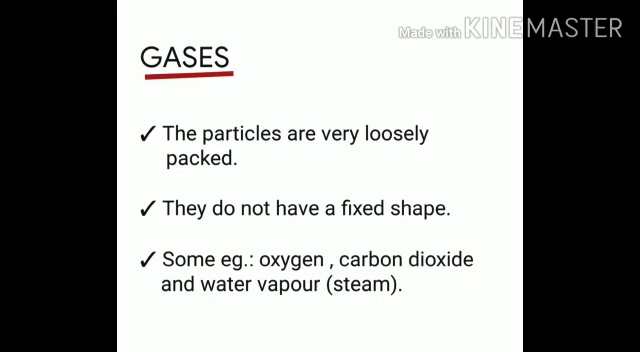 Made with KINEMASTER
GASES
✓ The particles are very loosely
packed.
✓ They do not have a fixed shape.
✓ Some eg.: oxygen , carbon dioxide
and water vapour (steam).